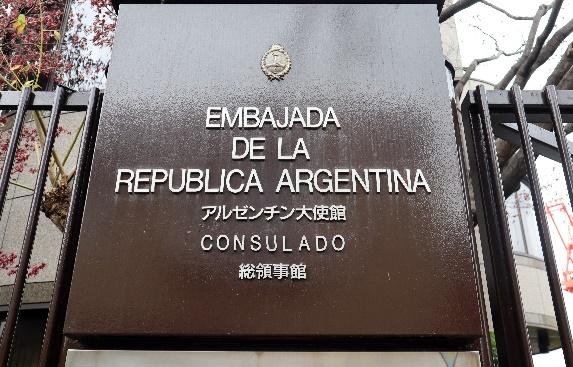 EMBAJADA
DE LA
REPUBLICA ARGENTINA
アルゼンチン大使館
CONSULADO
総領事館